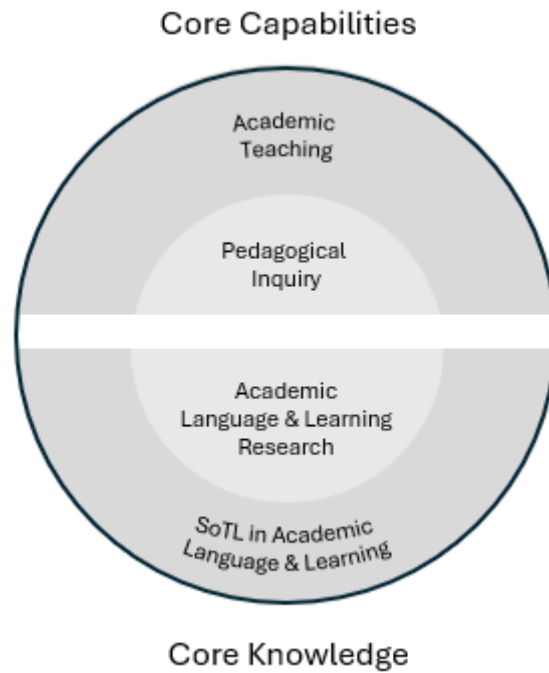 Core Capabilities
Academic
Teaching
Pedagogical
Inquiry
Academic
Language & Learning
Research
SoTL in Academic
Language & Learning
Core Knowledge